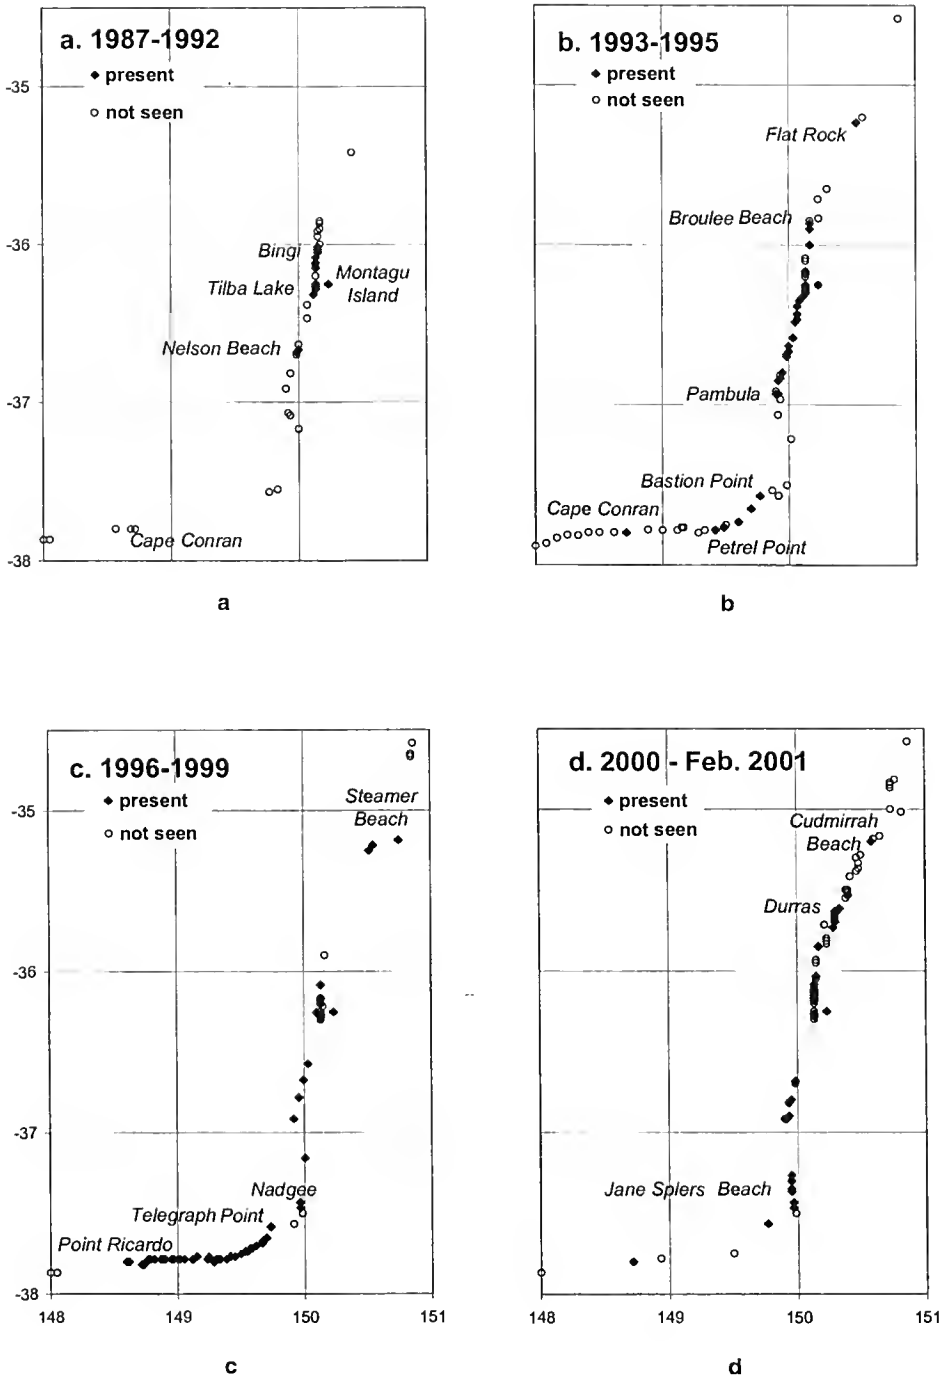 a. 1987-1992
present
not seen
-35
Bingi
-36
Tilba Lake
Montagu
Island
Nelson Beach
-37
Cape Conran
-38
a
b. 1993-1995
present
not seen
Flat Rock
Broulee Beach
Pambula
Bastion Point
Cape Conran
Petrel Point
b
c. 1996-1999
present
not seen
Steamer
Beach
-35
-36
-37
Nadgee
Telegraph Point
Point Ricardo
-38
148
149
150
151
c
d. 2000 - Feb. 2001
present
not seen
Cudmirrah
Beach
Durras
Jane Splers Beach
148
149
150
151
d